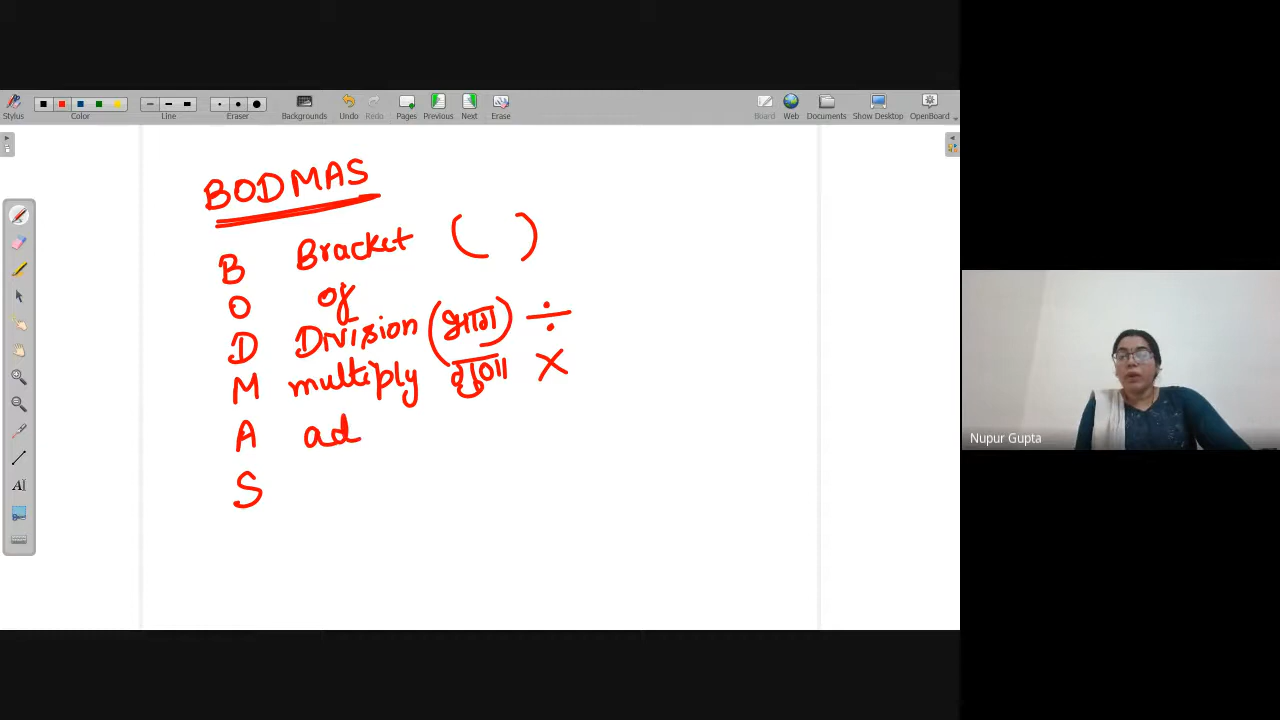 Stylus Color Line Eraser Backgrounds Undo Redo Pages Previous Next Erase Board Web Documents Show Desktop OpenBoard
BODMAS
B Bracket ( )
O of
D Division (भाग) ÷
M multiply गुणा ×
A ad
S
Nupur Gupta